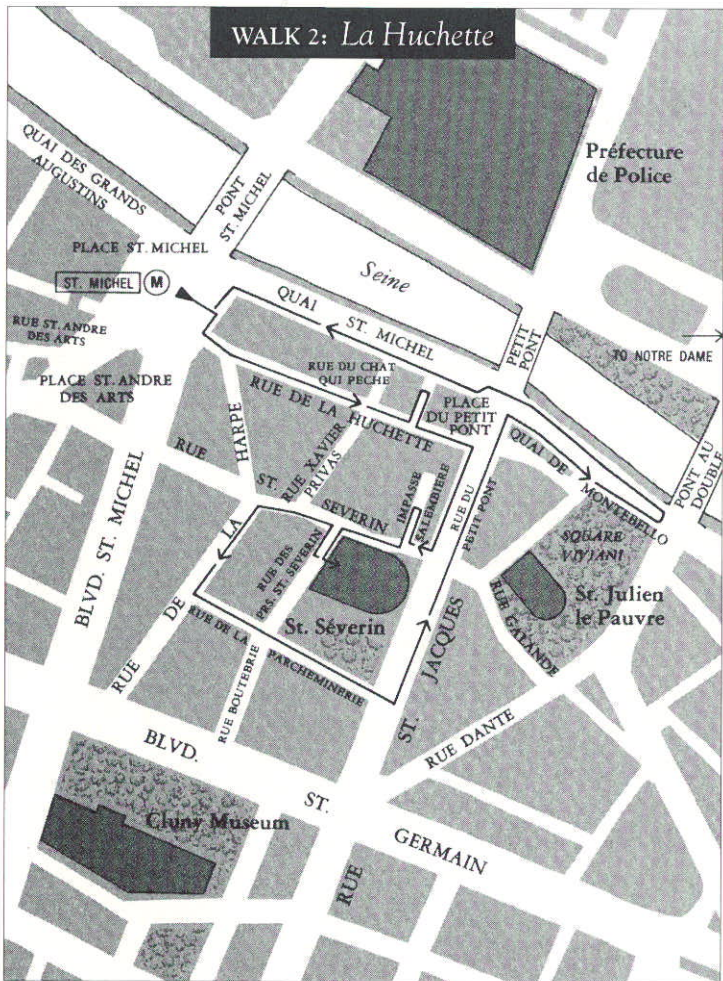 WALK 2: La Huchette
Préfecture
de Police
QUAI DES GRANDS
AUGUSTINS
PONT
ST. MICHEL
PLACE ST. MICHEL
Seine
ST. MICHEL M
QUAI
ST. MICHEL
PETIT
PONT
TO NOTRE DAME
RUE ST. ANDRE
DES ARTS
RUE DU CHAT
QUI PECHE
PLACE ST. ANDRE
DES ARTS
PLACE
DU PETIT
PONT
RUE DE LA HUCHETTE
QUAI DE
MONTEBELLO
PONT AU
DOUBLE
RUE DE LA HARPE
RUE ST. SEVERIN
RUE XAVIER
PRIVAS
IMPASSE
SALEMBIERE
RUE DU
PETIT PONT
SQUARE
VIVIANI
BLVD. ST. MICHEL
RUE DES
PRS. ST. SEVERIN
St. Séverin
St. Julien
le Pauvre
RUE GALANDE
RUE DE LA
PARCHEMINERIE
RUE BOUTEBRIE
RUE ST. JACQUES
RUE DANTE
BLVD. ST. GERMAIN
Cluny Museum